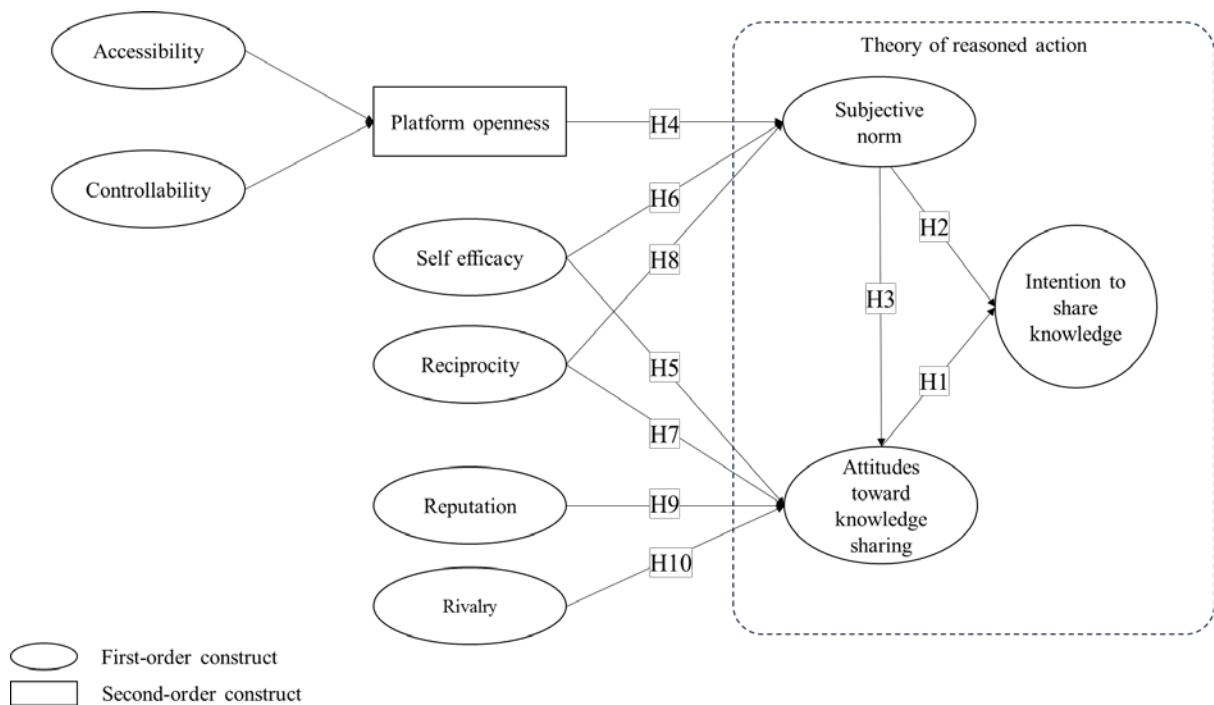 Theory of reasoned action
Accessibility
Controllability
Platform openness
Self efficacy
Reciprocity
Reputation
Rivalry
H4
H6
H8
H5
H7
H9
H10
Subjective
norm
H2
H3
H1
Intention to
share
knowledge
Attitudes
toward
knowledge
sharing
First-order construct
Second-order construct